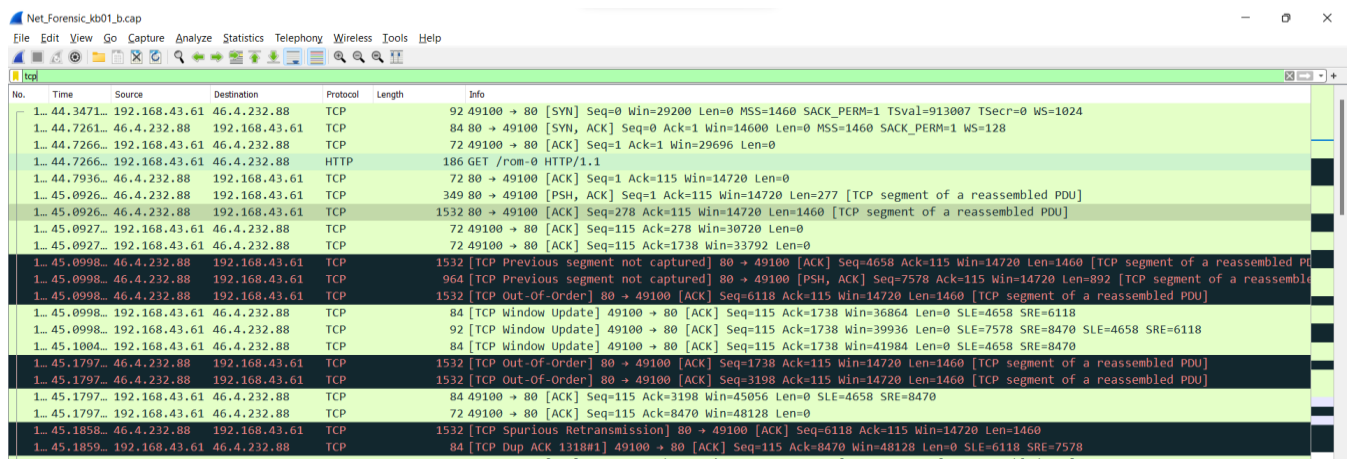 Net_Forensic_kb01_b.cap
File Edit View Go Capture Analyze Statistics Telephony Wireless Tools Help
tcp
No. Time Source Destination Protocol Length Info
1… 44.3471… 192.168.43.61 46.4.232.88 TCP 92 49100 → 80 [SYN] Seq=0 Win=29200 Len=0 MSS=1460 SACK_PERM=1 TSval=913007 TSecr=0 WS=1024
1… 44.7261… 46.4.232.88 192.168.43.61 TCP 84 80 → 49100 [SYN, ACK] Seq=0 Ack=1 Win=14600 Len=0 MSS=1460 SACK_PERM=1 WS=128
1… 44.7266… 192.168.43.61 46.4.232.88 TCP 72 49100 → 80 [ACK] Seq=1 Ack=1 Win=29696 Len=0
1… 44.7266… 192.168.43.61 46.4.232.88 HTTP 186 GET /rom-0 HTTP/1.1
1… 44.7936… 46.4.232.88 192.168.43.61 TCP 72 80 → 49100 [ACK] Seq=1 Ack=115 Win=14720 Len=0
1… 45.0926… 46.4.232.88 192.168.43.61 TCP 349 80 → 49100 [PSH, ACK] Seq=1 Ack=115 Win=14720 Len=277 [TCP segment of a reassembled PDU]
1… 45.0926… 46.4.232.88 192.168.43.61 TCP 1532 80 → 49100 [ACK] Seq=278 Ack=115 Win=14720 Len=1460 [TCP segment of a reassembled PDU]
1… 45.0927… 192.168.43.61 46.4.232.88 TCP 72 49100 → 80 [ACK] Seq=115 Ack=278 Win=30720 Len=0
1… 45.0927… 192.168.43.61 46.4.232.88 TCP 72 49100 → 80 [ACK] Seq=115 Ack=1738 Win=33792 Len=0
1… 45.0998… 46.4.232.88 192.168.43.61 TCP 1532 [TCP Previous segment not captured] 80 → 49100 [ACK] Seq=4658 Ack=115 Win=14720 Len=1460 [TCP segment of a reassembled PD
1… 45.0998… 46.4.232.88 192.168.43.61 TCP 964 [TCP Previous segment not captured] 80 → 49100 [PSH, ACK] Seq=7578 Ack=115 Win=14720 Len=892 [TCP segment of a reassemble
1… 45.0998… 46.4.232.88 192.168.43.61 TCP 1532 [TCP Out-Of-Order] 80 → 49100 [ACK] Seq=6118 Ack=115 Win=14720 Len=1460 [TCP segment of a reassembled PDU]
1… 45.0998… 192.168.43.61 46.4.232.88 TCP 84 [TCP Window Update] 49100 → 80 [ACK] Seq=115 Ack=1738 Win=36864 Len=0 SLE=4658 SRE=6118
1… 45.0998… 192.168.43.61 46.4.232.88 TCP 92 [TCP Window Update] 49100 → 80 [ACK] Seq=115 Ack=1738 Win=39936 Len=0 SLE=7578 SRE=8470 SLE=4658 SRE=6118
1… 45.1004… 192.168.43.61 46.4.232.88 TCP 84 [TCP Window Update] 49100 → 80 [ACK] Seq=115 Ack=1738 Win=41984 Len=0 SLE=4658 SRE=8470
1… 45.1797… 46.4.232.88 192.168.43.61 TCP 1532 [TCP Out-Of-Order] 80 → 49100 [ACK] Seq=1738 Ack=115 Win=14720 Len=1460 [TCP segment of a reassembled PDU]
1… 45.1797… 46.4.232.88 192.168.43.61 TCP 1532 [TCP Out-Of-Order] 80 → 49100 [ACK] Seq=3198 Ack=115 Win=14720 Len=1460 [TCP segment of a reassembled PDU]
1… 45.1797… 192.168.43.61 46.4.232.88 TCP 84 49100 → 80 [ACK] Seq=115 Ack=3198 Win=45056 Len=0 SLE=4658 SRE=8470
1… 45.1797… 192.168.43.61 46.4.232.88 TCP 72 49100 → 80 [ACK] Seq=115 Ack=8470 Win=48128 Len=0
1… 45.1858… 46.4.232.88 192.168.43.61 TCP 1532 [TCP Spurious Retransmission] 80 → 49100 [ACK] Seq=6118 Ack=115 Win=14720 Len=1460
1… 45.1859… 192.168.43.61 46.4.232.88 TCP 84 [TCP Dup ACK 1318#1] 49100 → 80 [ACK] Seq=115 Ack=8470 Win=48128 Len=0 SLE=6118 SRE=7578